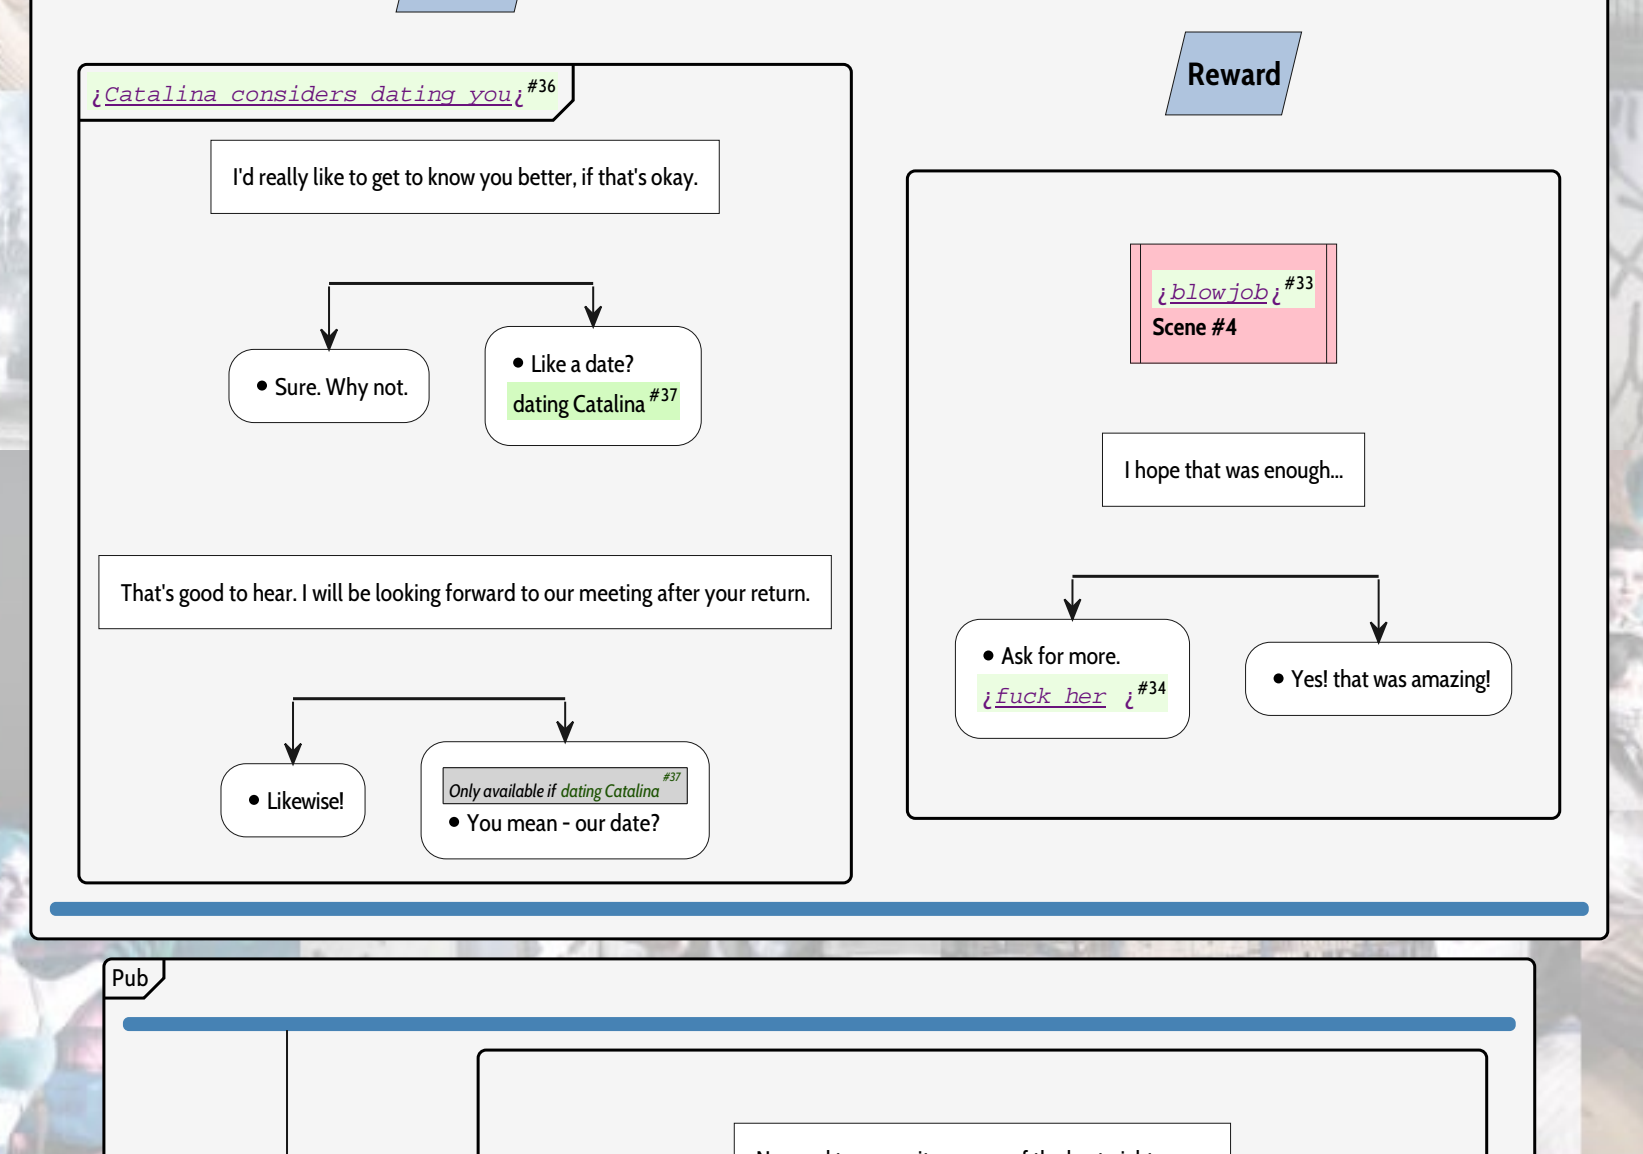 ¿Catalina considers dating you¿#36
I'd really like to get to know you better, if that's okay.
• Sure. Why not.
• Like a date?
dating Catalina #37
That's good to hear. I will be looking forward to our meeting after your return.
• Likewise!
Only available if dating Catalina #37
• You mean - our date?
Reward
¿blowjob¿#33
Scene #4
I hope that was enough...
• Ask for more.
¿fuck her ¿#34
• Yes! that was amazing!
Pub